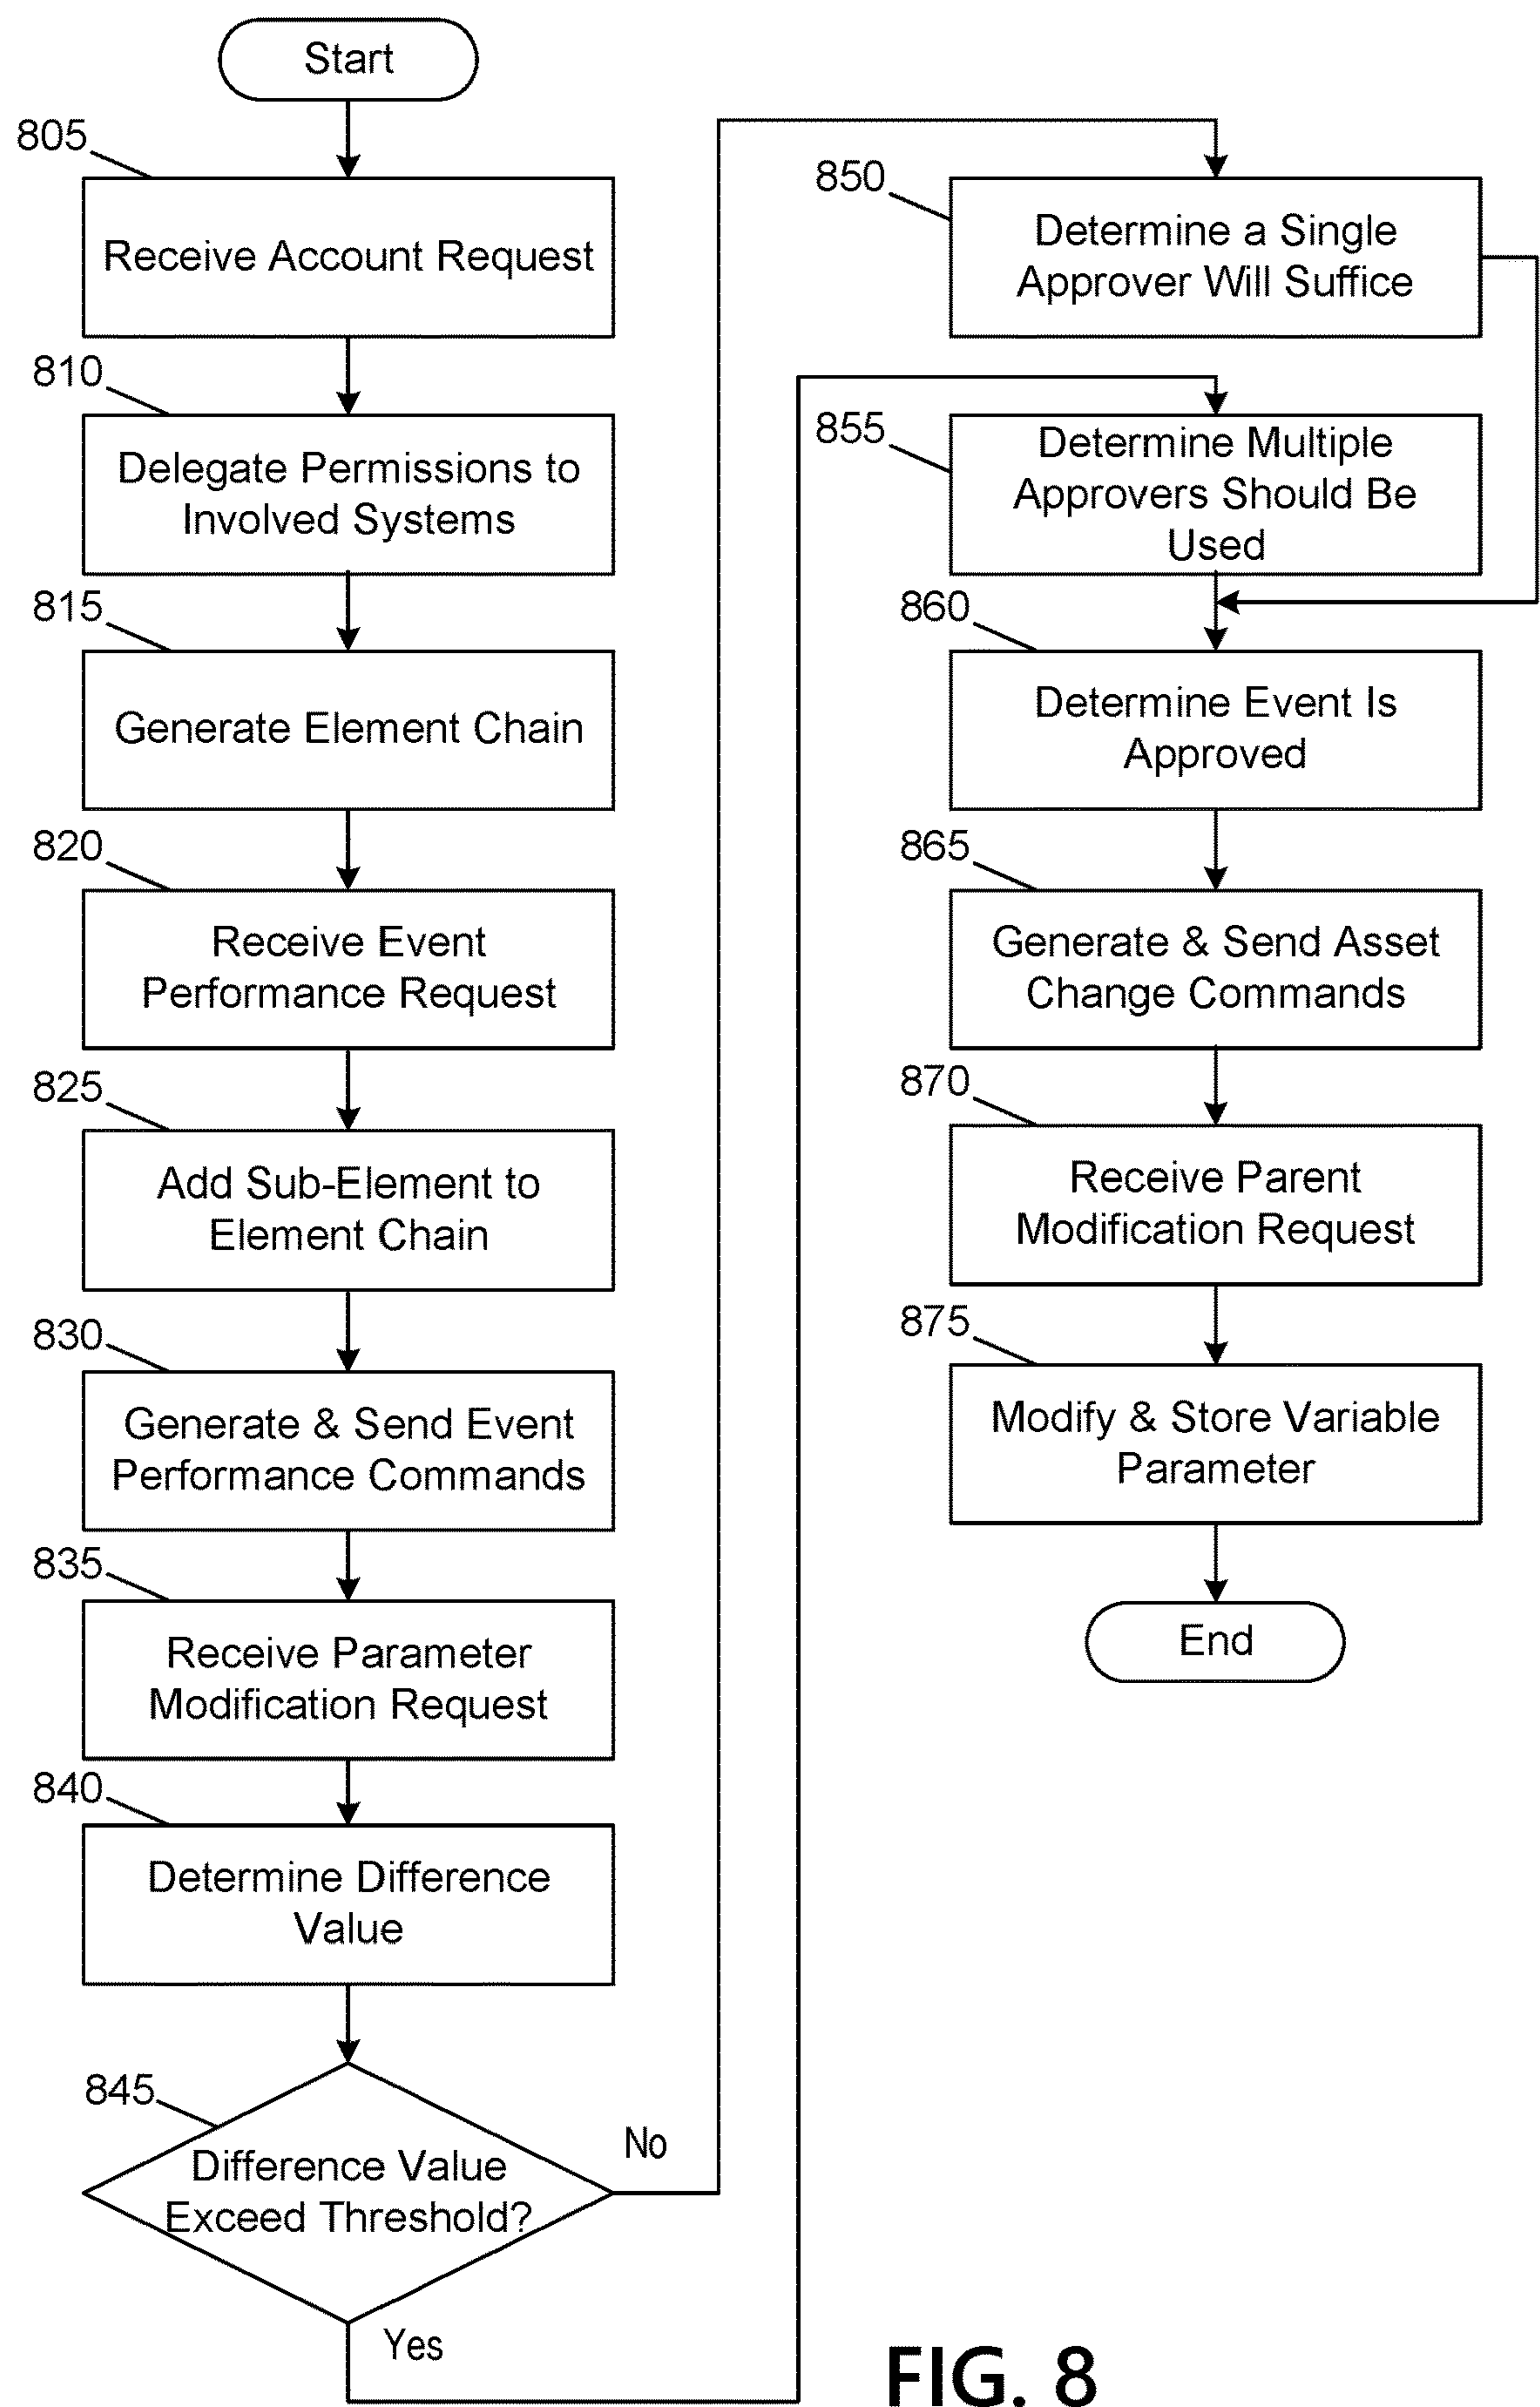 Start
805
Receive Account Request
810
Delegate Permissions to
Involved Systems
815
Generate Element Chain
820
Receive Event
Performance Request
825
Add Sub-Element to
Element Chain
830
Generate & Send Event
Performance Commands
835
Receive Parameter
Modification Request
840
Determine Difference
Value
845
Difference Value
Exceed Threshold?
No
Yes
850
Determine a Single
Approver Will Suffice
855
Determine Multiple
Approvers Should Be
Used
860
Determine Event Is
Approved
865
Generate & Send Asset
Change Commands
870
Receive Parent
Modification Request
875
Modify & Store Variable
Parameter
End
FIG. 8